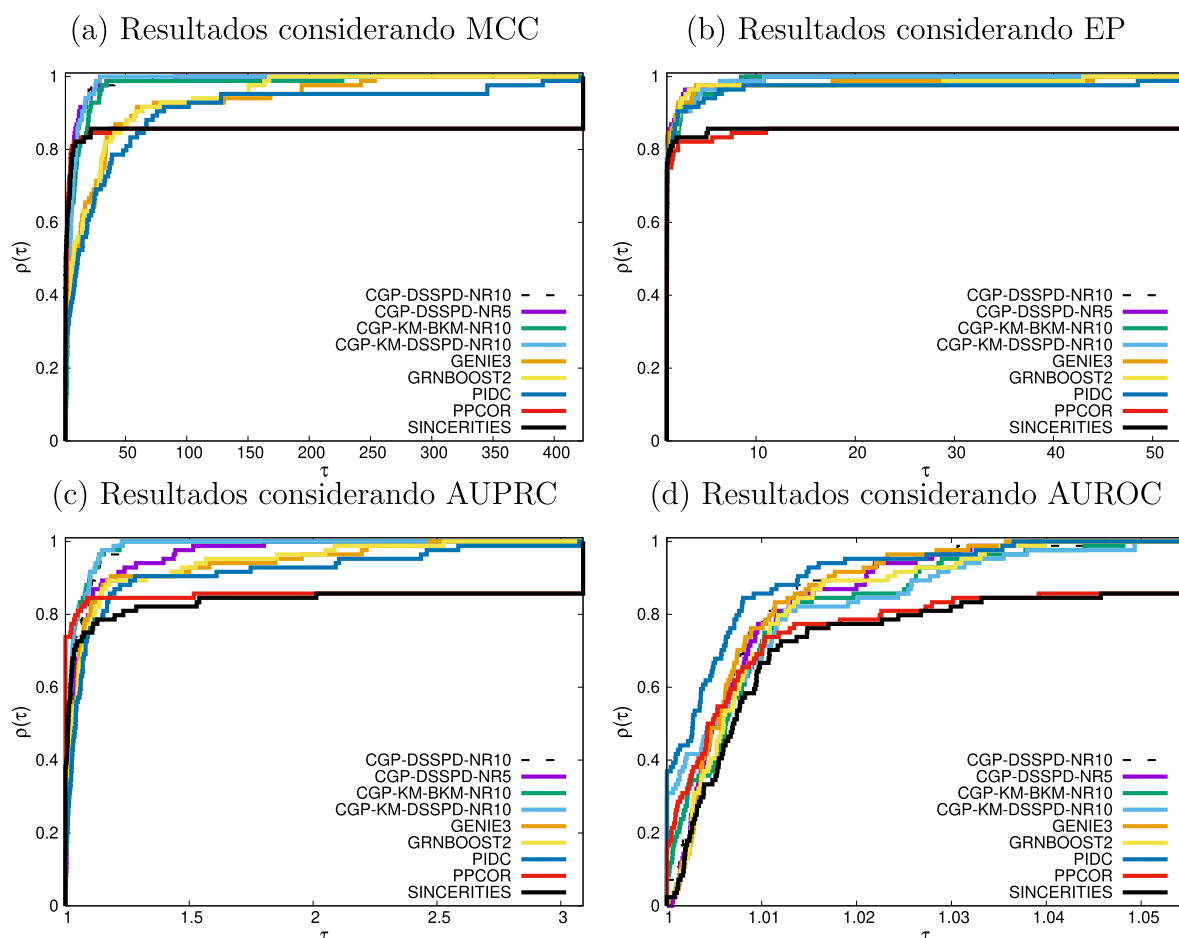 (a) Resultados considerando MCC
1
0.8
0.6
0.4
0.2
0
ρ(τ)
CGP-DSSPD-NR10
CGP-DSSPD-NR5
CGP-KM-BKM-NR10
CGP-KM-DSSPD-NR10
GENIE3
GRNBOOST2
PIDC
PPCOR
SINCERITIES
50 100 150 200 250 300 350 400
τ
(b) Resultados considerando EP
1
0.8
0.6
0.4
0.2
0
ρ(τ)
CGP-DSSPD-NR10
CGP-DSSPD-NR5
CGP-KM-BKM-NR10
CGP-KM-DSSPD-NR10
GENIE3
GRNBOOST2
PIDC
PPCOR
SINCERITIES
10 20 30 40 50
τ
(c) Resultados considerando AUPRC
1
0.8
0.6
0.4
0.2
0
ρ(τ)
CGP-DSSPD-NR10
CGP-DSSPD-NR5
CGP-KM-BKM-NR10
CGP-KM-DSSPD-NR10
GENIE3
GRNBOOST2
PIDC
PPCOR
SINCERITIES
1 1.5 2 2.5 3
τ
(d) Resultados considerando AUROC
1
0.8
0.6
0.4
0.2
0
ρ(τ)
CGP-DSSPD-NR10
CGP-DSSPD-NR5
CGP-KM-BKM-NR10
CGP-KM-DSSPD-NR10
GENIE3
GRNBOOST2
PIDC
PPCOR
SINCERITIES
1 1.01 1.02 1.03 1.04 1.05
τ